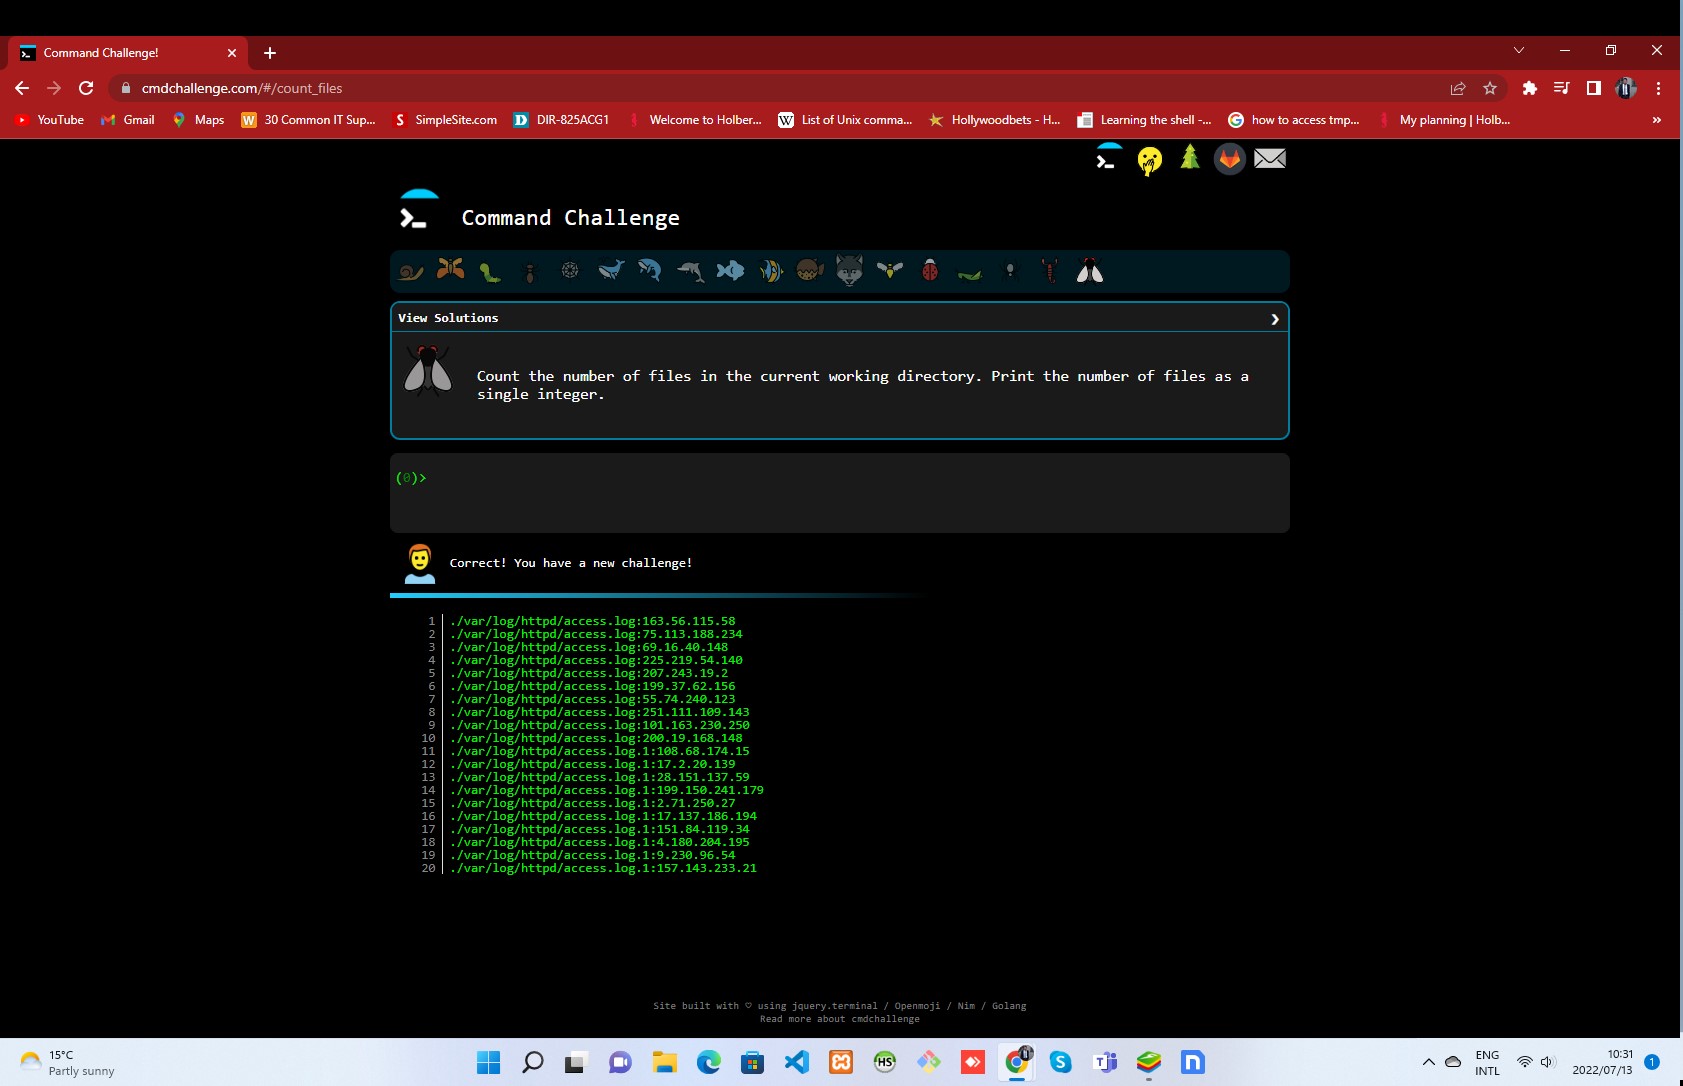 Command Challenge!
cmdchallenge.com/#/count_files
YouTube Gmail Maps 30 Common IT Sup... SimpleSite.com DIR-825ACG1 Welcome to Holber... List of Unix comma... Hollywoodbets - H... Learning the shell -... how to access tmp... My planning | Holb... »
Command Challenge
View Solutions
Count the number of files in the current working directory. Print the number of files as a
single integer.
(0)>
Correct! You have a new challenge!
1 ./var/log/httpd/access.log:163.56.115.58
2 ./var/log/httpd/access.log:75.113.188.234
3 ./var/log/httpd/access.log:69.16.40.148
4 ./var/log/httpd/access.log:225.219.54.140
5 ./var/log/httpd/access.log:207.243.19.2
6 ./var/log/httpd/access.log:199.37.62.156
7 ./var/log/httpd/access.log:55.74.240.123
8 ./var/log/httpd/access.log:251.111.109.143
9 ./var/log/httpd/access.log:101.163.230.250
10 ./var/log/httpd/access.log:200.19.168.148
11 ./var/log/httpd/access.log.1:108.68.174.15
12 ./var/log/httpd/access.log.1:17.2.20.139
13 ./var/log/httpd/access.log.1:28.151.137.59
14 ./var/log/httpd/access.log.1:199.150.241.179
15 ./var/log/httpd/access.log.1:2.71.250.27
16 ./var/log/httpd/access.log.1:17.137.186.194
17 ./var/log/httpd/access.log.1:151.84.119.34
18 ./var/log/httpd/access.log.1:4.180.204.195
19 ./var/log/httpd/access.log.1:9.230.96.54
20 ./var/log/httpd/access.log.1:157.143.233.21
Site built with ♡ using jquery.terminal / Openmoji / Nim / Golang
Read more about cmdchallenge
15°C
Partly sunny
HS
ENG
INTL
10:31
2022/07/13
1